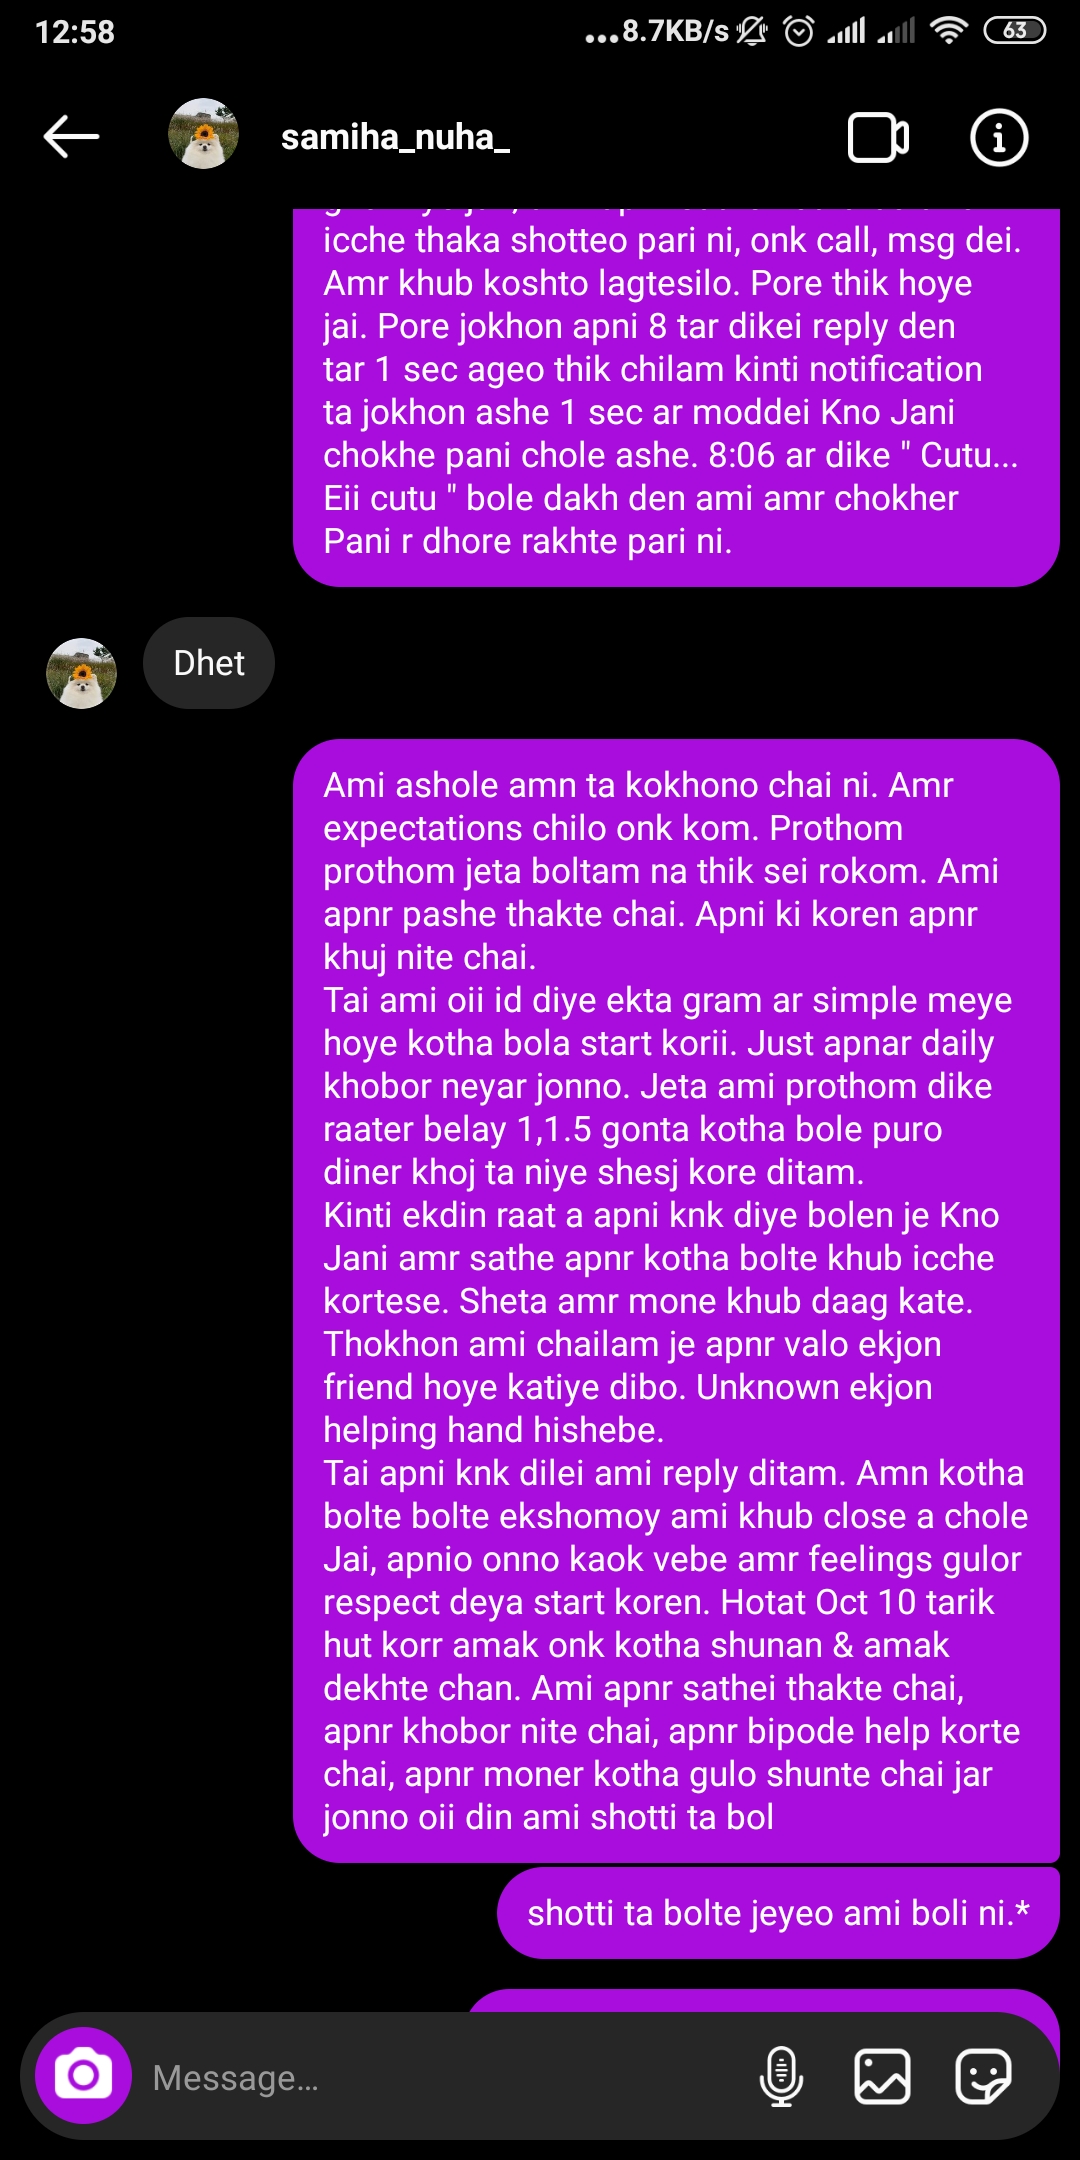 12:58
...8.7KB/s
63
samiha_nuha_
icche thaka shotteo pari ni, onk call, msg dei.
Amr khub koshto lagtesilo. Pore thik hoye
jai. Pore jokhon apni 8 tar dikei reply den
tar 1 sec ageo thik chilam kinti notification
ta jokhon ashe 1 sec ar moddei Kno Jani
chokhe pani chole ashe. 8:06 ar dike " Cutu...
Eii cutu " bole dakh den ami amr chokher
Pani r dhore rakhte pari ni.
Dhet
Ami ashole amn ta kokhono chai ni. Amr
expectations chilo onk kom. Prothom
prothom jeta boltam na thik sei rokom. Ami
apnr pashe thakte chai. Apni ki koren apnr
khuj nite chai.
Tai ami oii id diye ekta gram ar simple meye
hoye kotha bola start korii. Just apnar daily
khobor neyar jonno. Jeta ami prothom dike
raater belay 1,1.5 gonta kotha bole puro
diner khoj ta niye shesj kore ditam.
Kinti ekdin raat a apni knk diye bolen je Kno
Jani amr sathe apnr kotha bolte khub icche
kortese. Sheta amr mone khub daag kate.
Thokhon ami chailam je apnr valo ekjon
friend hoye katiye dibo. Unknown ekjon
helping hand hishebe.
Tai apni knk dilei ami reply ditam. Amn kotha
bolte bolte ekshomoy ami khub close a chole
Jai, apnio onno kaok vebe amr feelings gulor
respect deya start koren. Hotat Oct 10 tarik
hut korr amak onk kotha shunan & amak
dekhte chan. Ami apnr sathei thakte chai,
apnr khobor nite chai, apnr bipode help korte
chai, apnr moner kotha gulo shunte chai jar
jonno oii din ami shotti ta bol
shotti ta bolte jeyeo ami boli ni.*
Message...